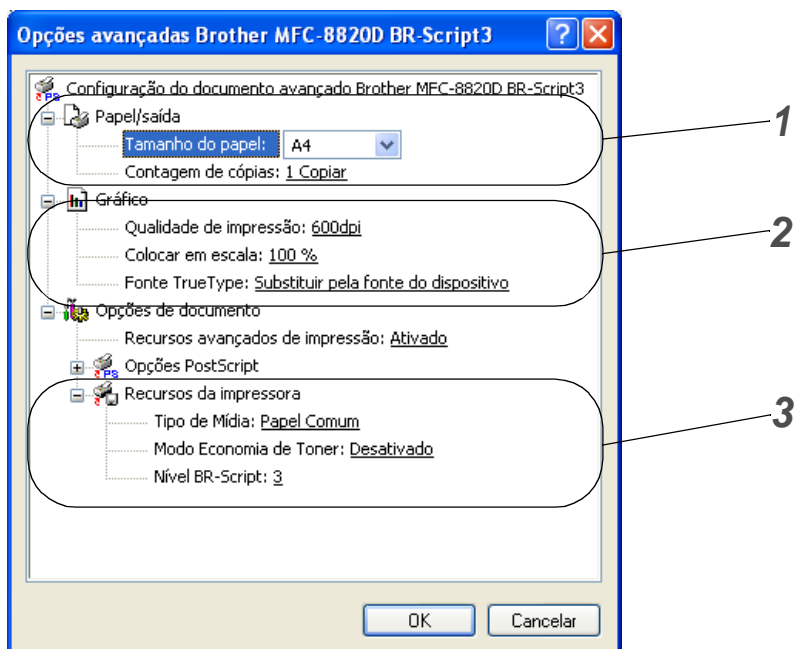 Opções avançadas Brother MFC-8820D BR-Script3
Configuração do documento avançado Brother MFC-8820D BR-Script3
Papel/saída
Tamanho do papel: A4
Contagem de cópias: 1 Copiar
1
Gráfico
Qualidade de impressão: 600dpi
Colocar em escala: 100 %
Fonte TrueType: Substituir pela fonte do dispositivo
2
Opções de documento
Recursos avançados de impressão: Ativado
Opções PostScript
Recursos da impressora
Tipo de Mídia: Papel Comum
Modo Economia de Toner: Desativado
Nível BR-Script: 3
3
OK Cancelar